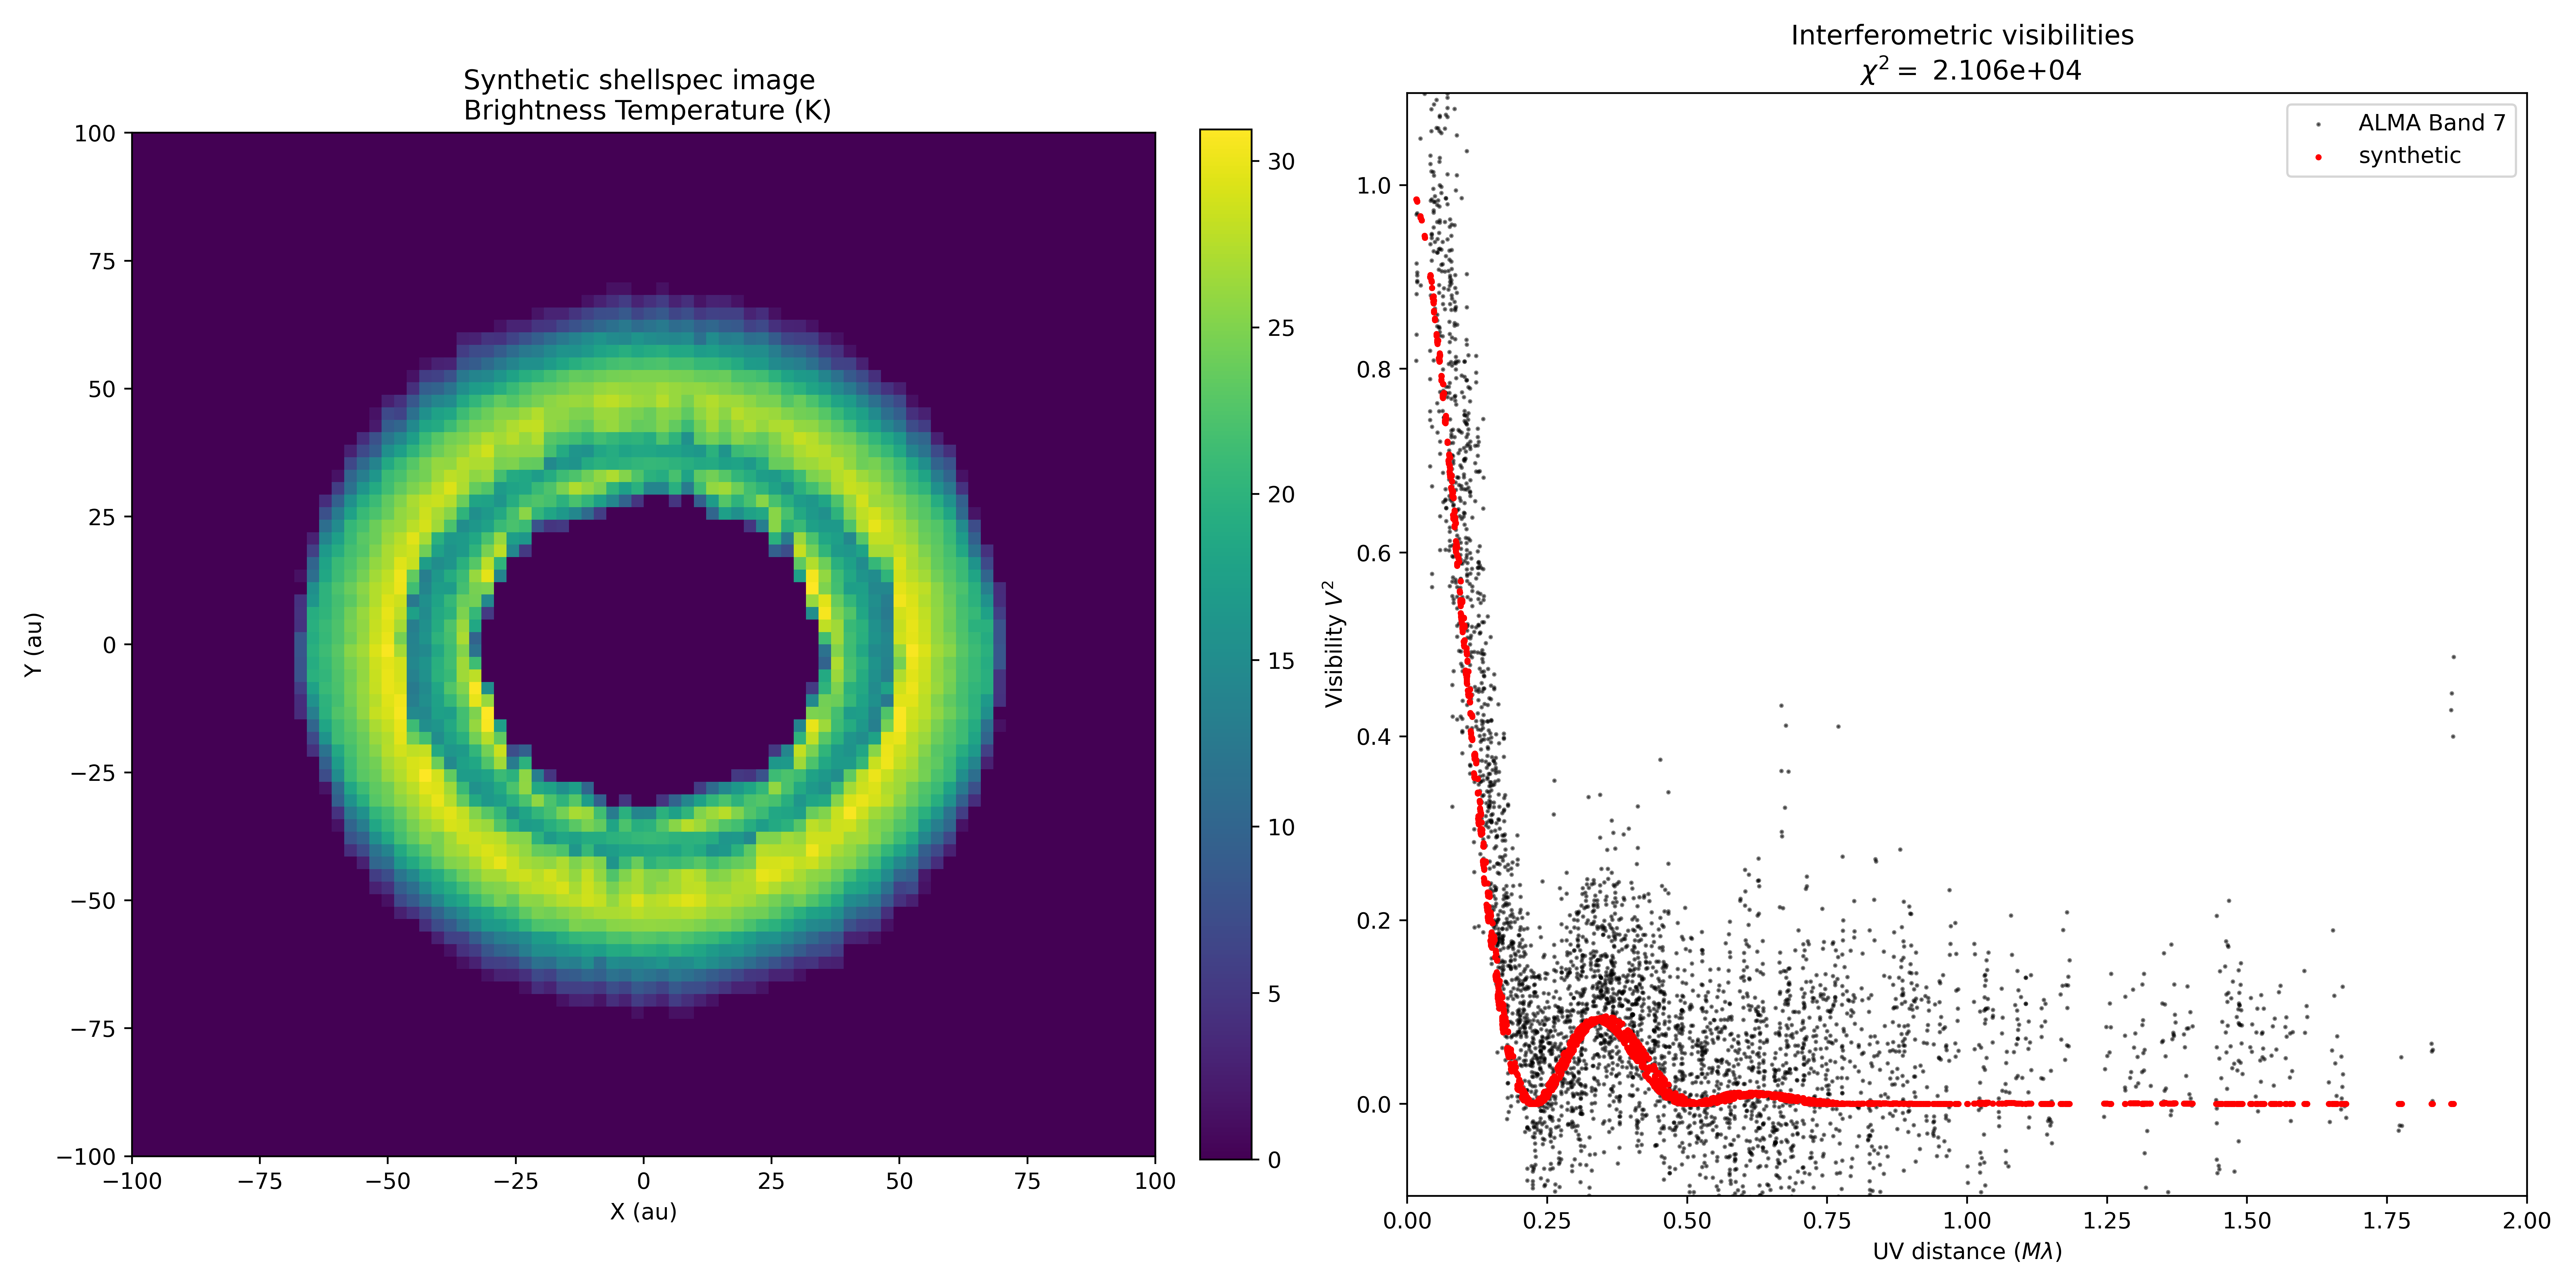 Synthetic shellspec image
Brightness Temperature (K)
100
75
50
25
0
−25
−50
−75
−100
Y (au)
−100 −75 −50 −25 0 25 50 75 100
X (au)
30
25
20
15
10
5
0
Interferometric visibilities
χ² = 2.106e+04
ALMA Band 7
synthetic
1.0
0.8
0.6
0.4
0.2
0.0
Visibility V²
0.00 0.25 0.50 0.75 1.00 1.25 1.50 1.75 2.00
UV distance (Mλ)